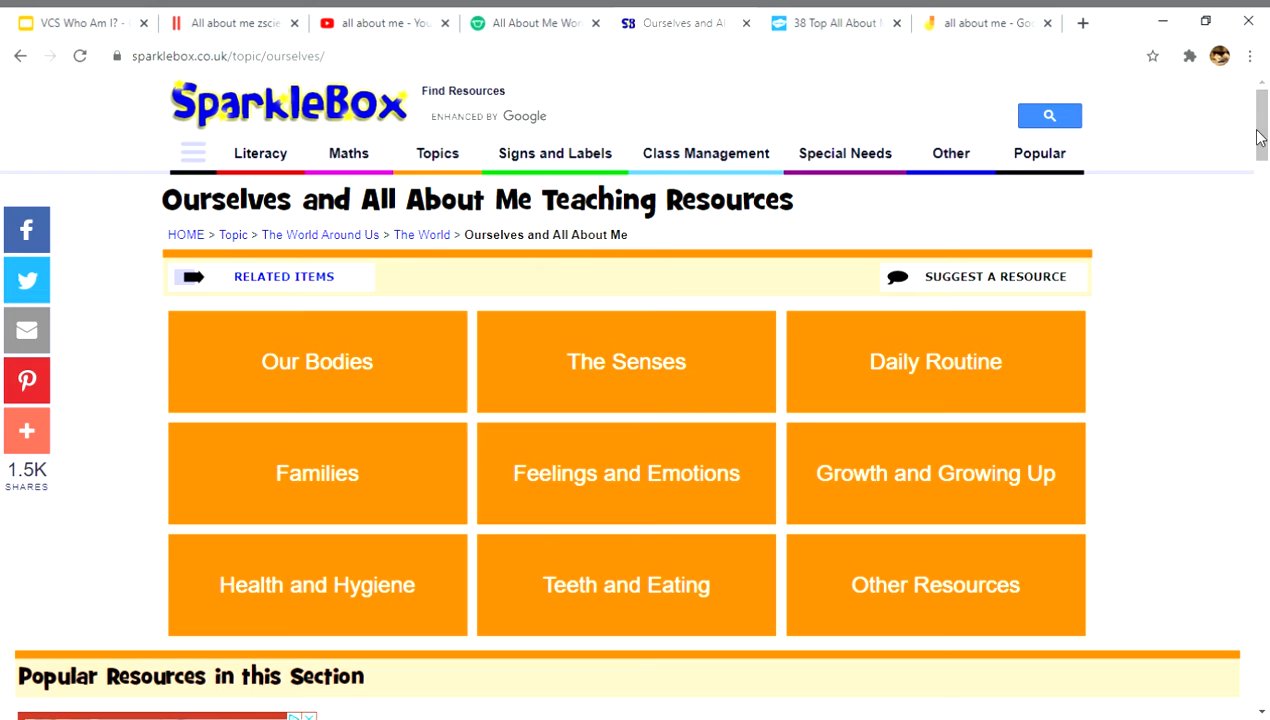 VCS Who Am I? -
All about me zscie
all about me - You
All About Me Wor
Ourselves and Al
38 Top All About
all about me - Goo
sparklebox.co.uk/topic/ourselves/
SparkleBox
Find Resources
ENHANCED BY Google
Literacy Maths Topics Signs and Labels Class Management Special Needs Other Popular
Ourselves and All About Me Teaching Resources
HOME > Topic > The World Around Us > The World > Ourselves and All About Me
RELATED ITEMS
SUGGEST A RESOURCE
Our Bodies
The Senses
Daily Routine
Families
Feelings and Emotions
Growth and Growing Up
Health and Hygiene
Teeth and Eating
Other Resources
1.5K
SHARES
Popular Resources in this Section